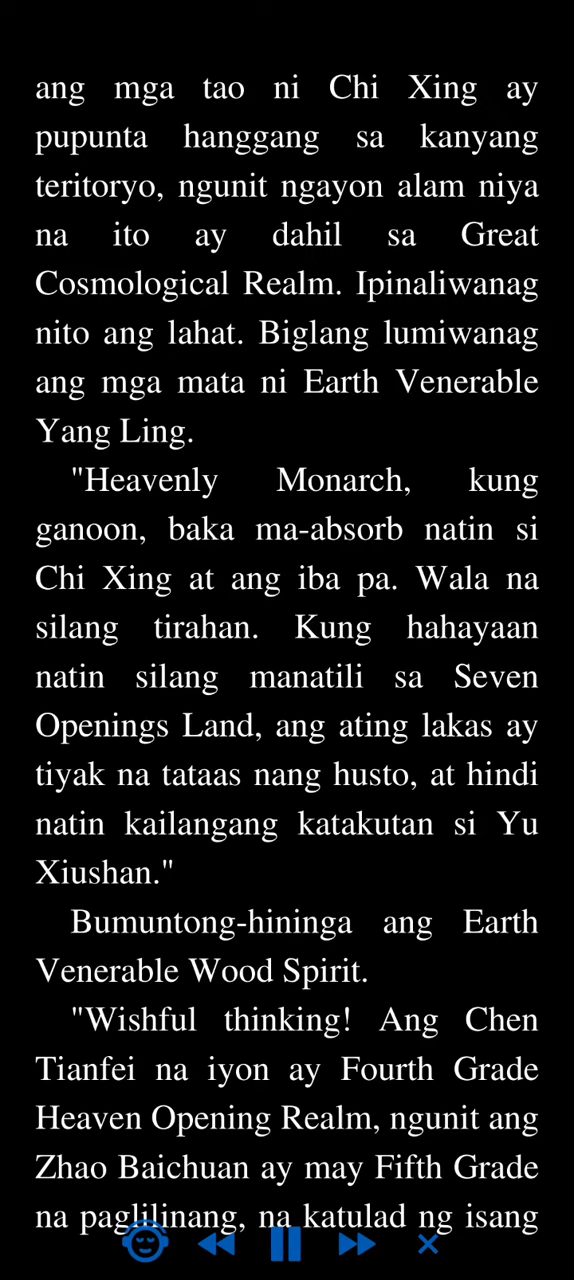 ang mga tao ni Chi Xing ay
pupunta hanggang sa kanyang
teritoryo, ngunit ngayon alam niya
na ito ay dahil sa Great
Cosmological Realm. Ipinaliwanag
nito ang lahat. Biglang lumiwanag
ang mga mata ni Earth Venerable
Yang Ling.
"Heavenly Monarch, kung
ganoon, baka ma-absorb natin si
Chi Xing at ang iba pa. Wala na
silang tirahan. Kung hahayaan
natin silang manatili sa Seven
Openings Land, ang ating lakas ay
tiyak na tataas nang husto, at hindi
natin kailangang katakutan si Yu
Xiushan."
Bumuntong-hininga ang Earth
Venerable Wood Spirit.
"Wishful thinking! Ang Chen
Tianfei na iyon ay Fourth Grade
Heaven Opening Realm, ngunit ang
Zhao Baichuan ay may Fifth Grade
na paglilinang, na katulad ng isang